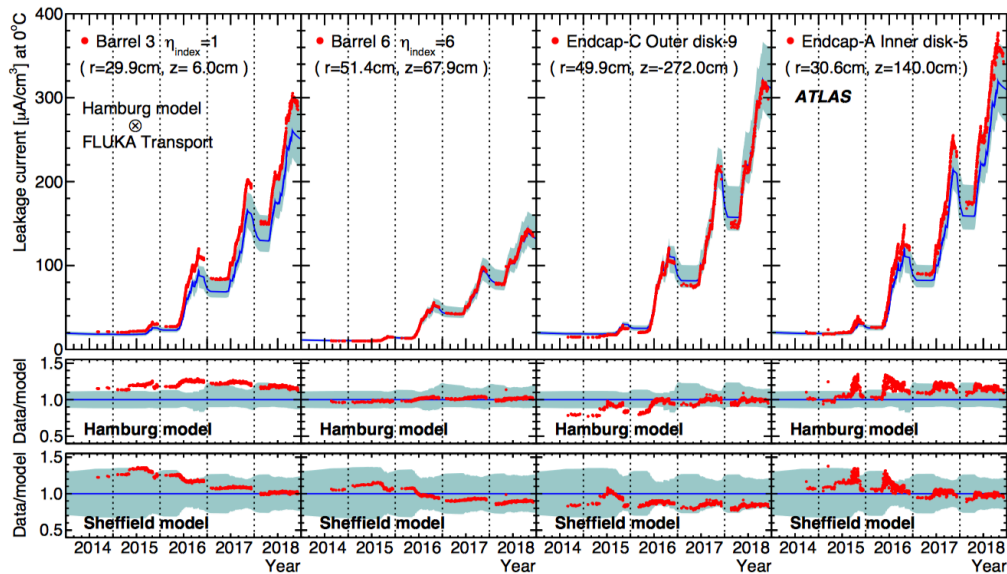 Leakage current [μA/cm³] at 0°C
400
300
200
100
0
Barrel 3 η_index=1
( r=29.9cm, z= 6.0cm)
Hamburg model
⊗
FLUKA Transport
Barrel 6 η_index=6
( r=51.4cm, z=67.9cm)
Endcap-C Outer disk-9
( r=49.9cm, z=-272.0cm)
Endcap-A Inner disk-5
( r=30.6cm, z=140.0cm)
ATLAS
Data/model
1.5
1.0
0.5
Hamburg model
Hamburg model
Hamburg model
Hamburg model
Data/model
1.5
1.0
0.5
Sheffield model
Sheffield model
Sheffield model
Sheffield model
2014 2015 2016 2017 2018
2014 2015 2016 2017 2018
2014 2015 2016 2017 2018
2014 2015 2016 2017 2018
Year
Year
Year
Year